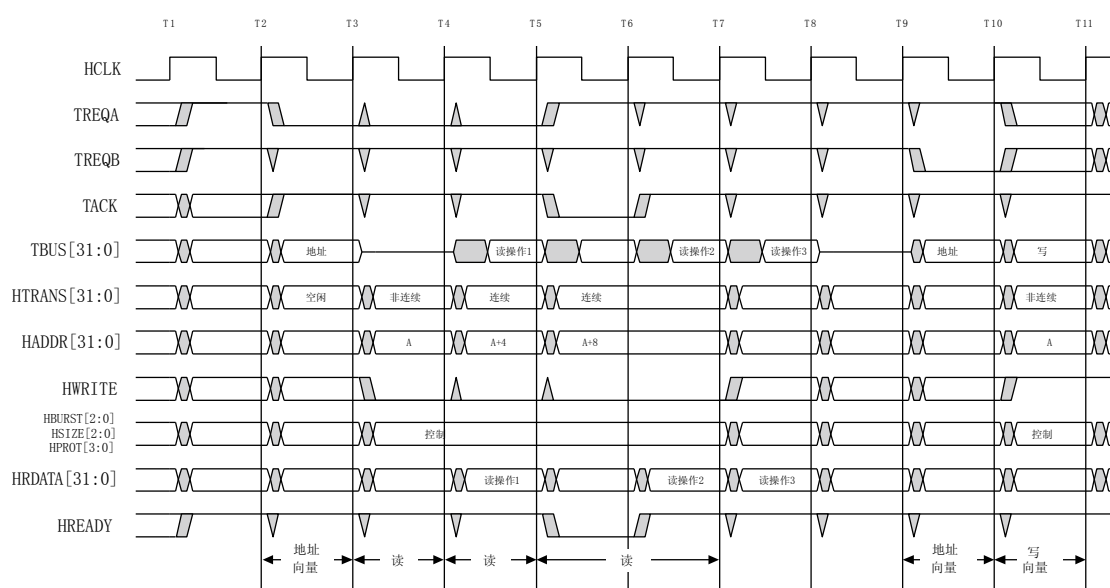 T1 T2 T3 T4 T5 T6 T7 T8 T9 T10 T11
HCLK
TREQA
TREQB
TACK
TBUS[31:0] 地址 读操作1 读操作2 读操作3 地址 写
HTRANS[31:0] 空闲 非连续 连续 连续 非连续
HADDR[31:0] A A+4 A+8 A
HWRITE
HBURST[2:0]
HSIZE[2:0] 控制 控制
HPROT[3:0]
HRDATA[31:0] 读操作1 读操作2 读操作3
HREADY
地址 地址 写
向量 读 读 读 向量 向量